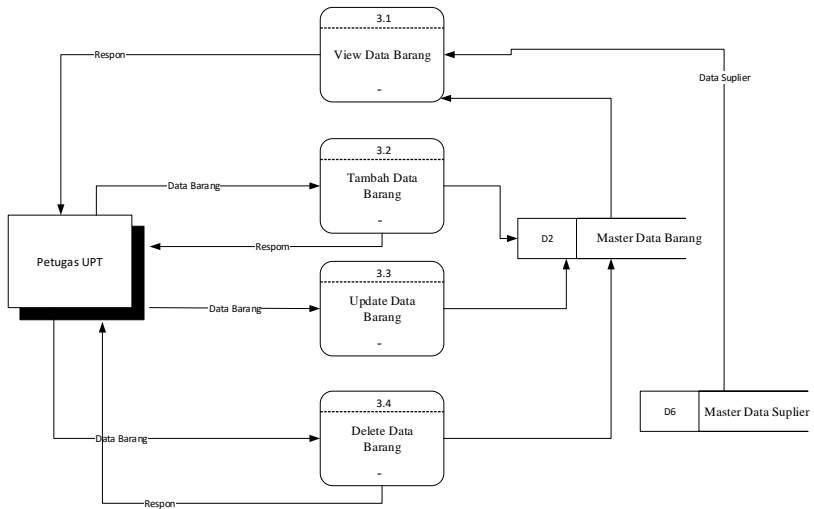 3.1
View Data Barang
-
Respon
Data Suplier
3.2
Tambah Data
Barang
-
Data Barang
Respom
D2
Master Data Barang
Petugas UPT
3.3
Update Data
Barang
-
Data Barang
3.4
Delete Data
Barang
-
Data Barang
Respon
D6
Master Data Suplier